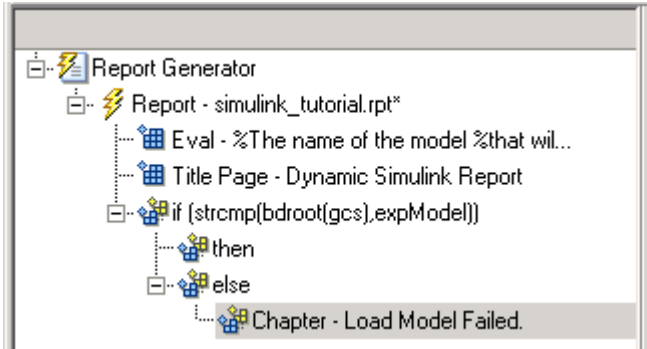 Report Generator
Report - simulink_tutorial.rpt*
Eval - %The name of the model %that wil...
Title Page - Dynamic Simulink Report
if (strcmp(bdroot(gcs),expModel))
then
else
Chapter - Load Model Failed.